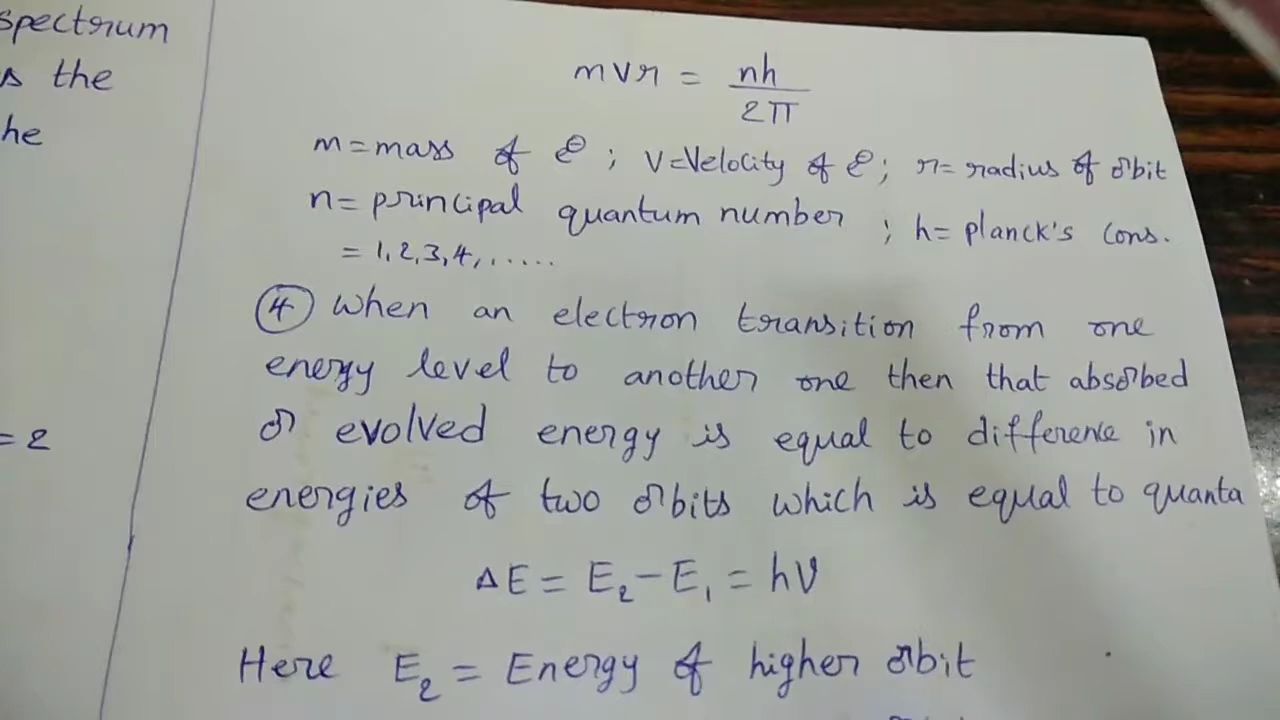 spectrum
s the
he
= 2
mvr = nh
2π
m=mass of e⁻ ; v=Velocity of e⁻; r= radius of orbit
n= principal quantum number ; h= planck's cons.
= 1,2,3,4,.....
④ When an electron transition from one
energy level to another one then that absorbed
or evolved energy is equal to difference in
energies of two orbits which is equal to quanta
ΔE = E₂-E₁ = hν
Here E₂ = Energy of higher orbit